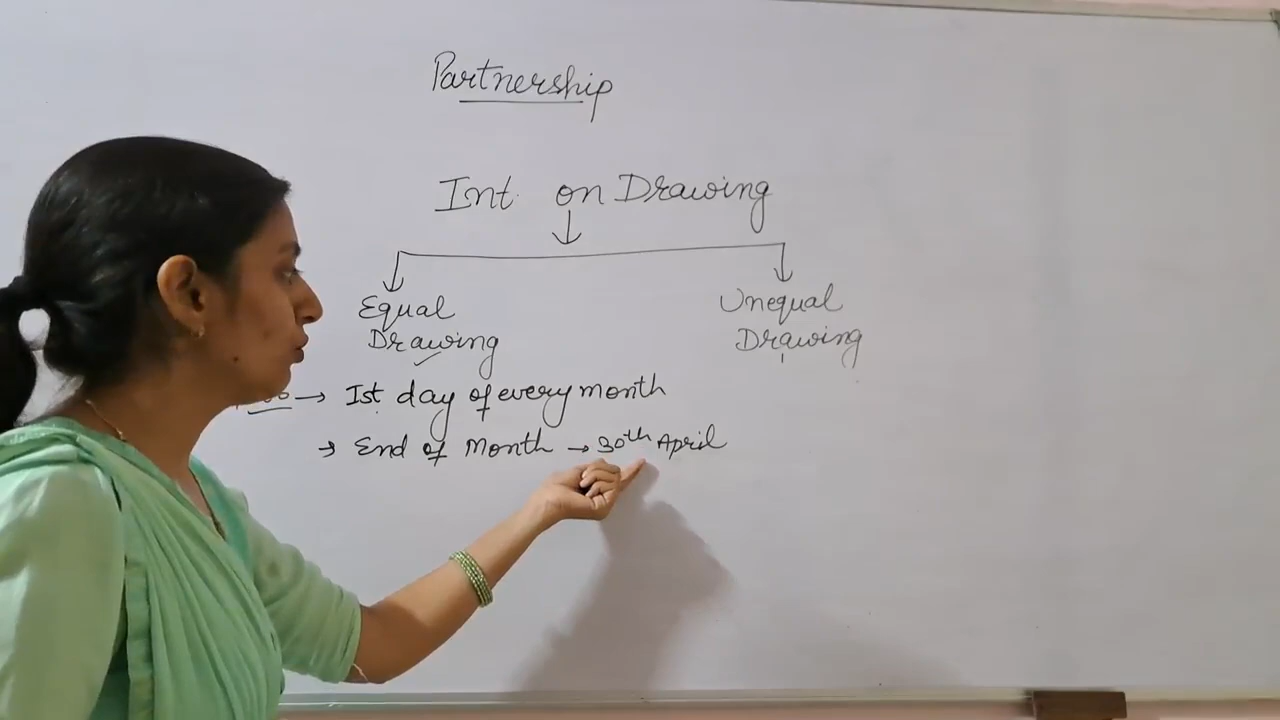 Partnership
Int. on Drawing
Equal
Drawing
Unequal
Drawing
→ Ist day of every month
→ End of Month → 30th April